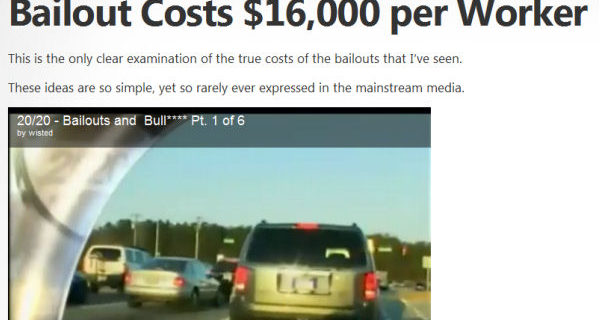 Bailout Costs $16,000 per Worker
This is the only clear examination of the true costs of the bailouts that I've seen.
These ideas are so simple, yet so rarely ever expressed in the mainstream media.
20/20 - Bailouts and Bull**** Pt. 1 of 6
by wisted